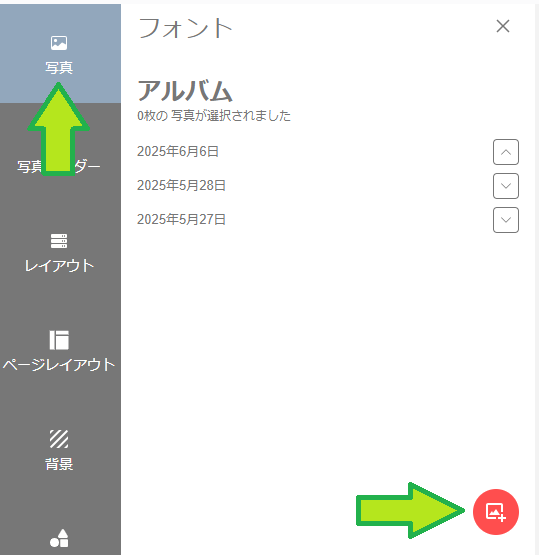 フォント
写真
アルバム
0枚の 写真が選択されました
2025年6月6日
写真 ダー
2025年5月28日
2025年5月27日
レイアウト
ページレイアウト
背景